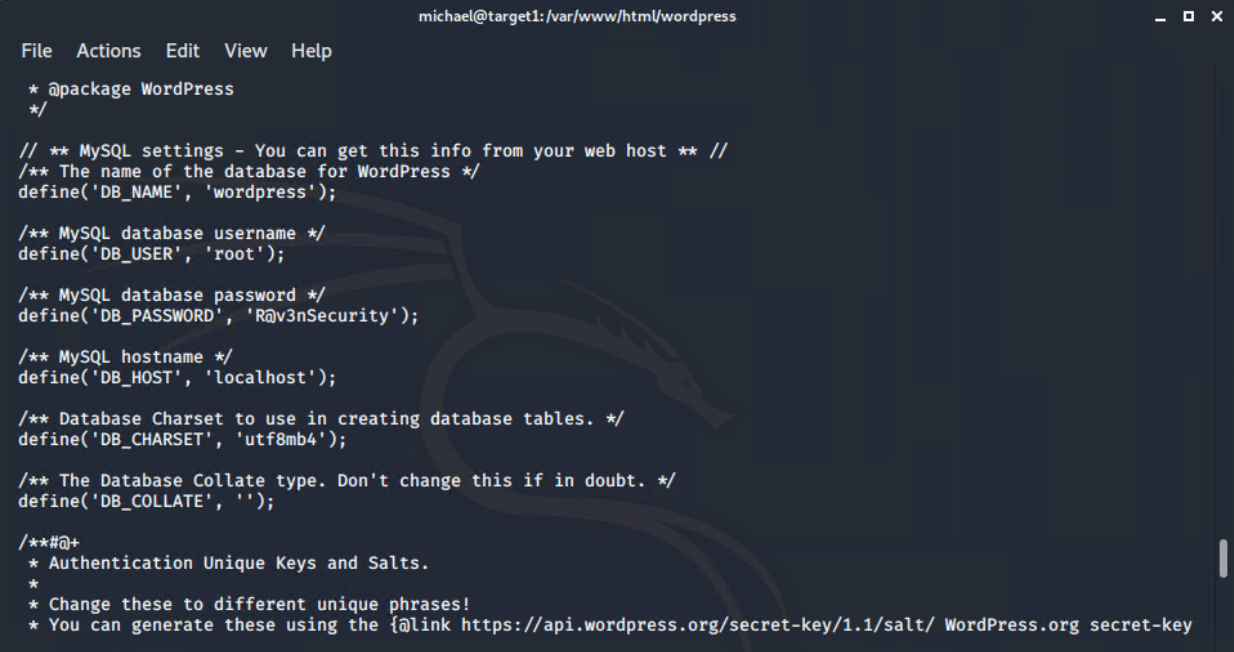 michael@target1:/var/www/html/wordpress
File Actions Edit View Help
* @package WordPress
*/
// ** MySQL settings - You can get this info from your web host ** //
/** The name of the database for WordPress */
define('DB_NAME', 'wordpress');
/** MySQL database username */
define('DB_USER', 'root');
/** MySQL database password */
define('DB_PASSWORD', 'R@v3nSecurity');
/** MySQL hostname */
define('DB_HOST', 'localhost');
/** Database Charset to use in creating database tables. */
define('DB_CHARSET', 'utf8mb4');
/** The Database Collate type. Don't change this if in doubt. */
define('DB_COLLATE', '');
/**#@+
* Authentication Unique Keys and Salts.
*
* Change these to different unique phrases!
* You can generate these using the {@link https://api.wordpress.org/secret-key/1.1/salt/ WordPress.org secret-key